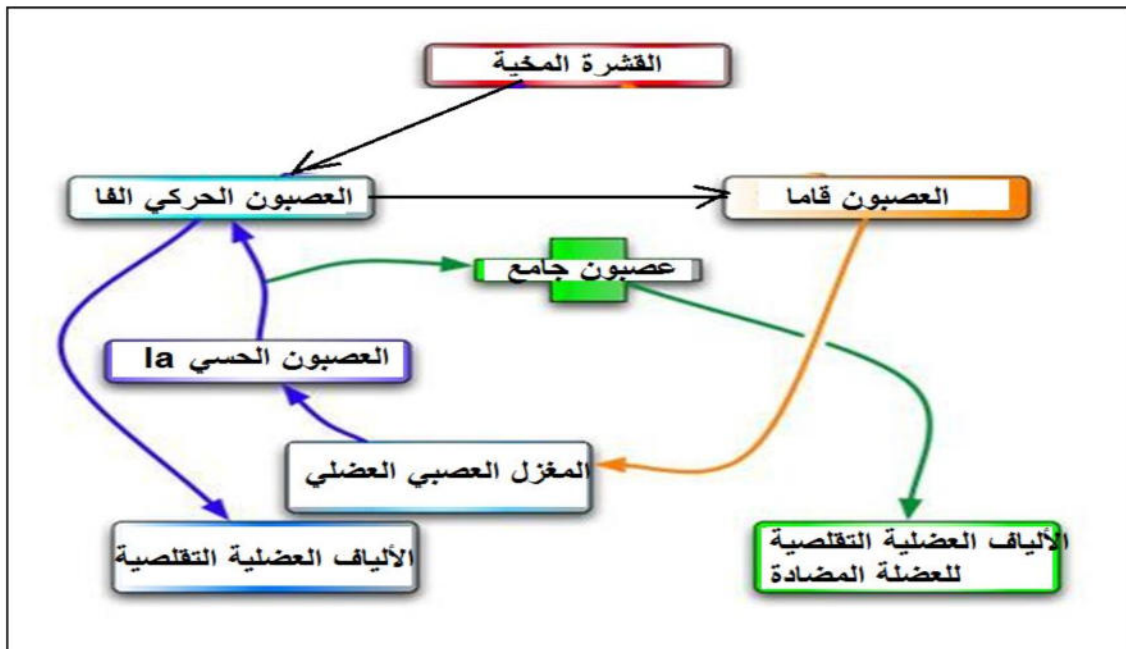 القشرة المخية
العصبون الحركي الفا
العصبون قاما
عصبون جامع
العصبون الحسي Ia
المغزل العصبي العضلي
الألياف العضلية التقلصية
الألياف العضلية التقلصية
للعضلة المضادة